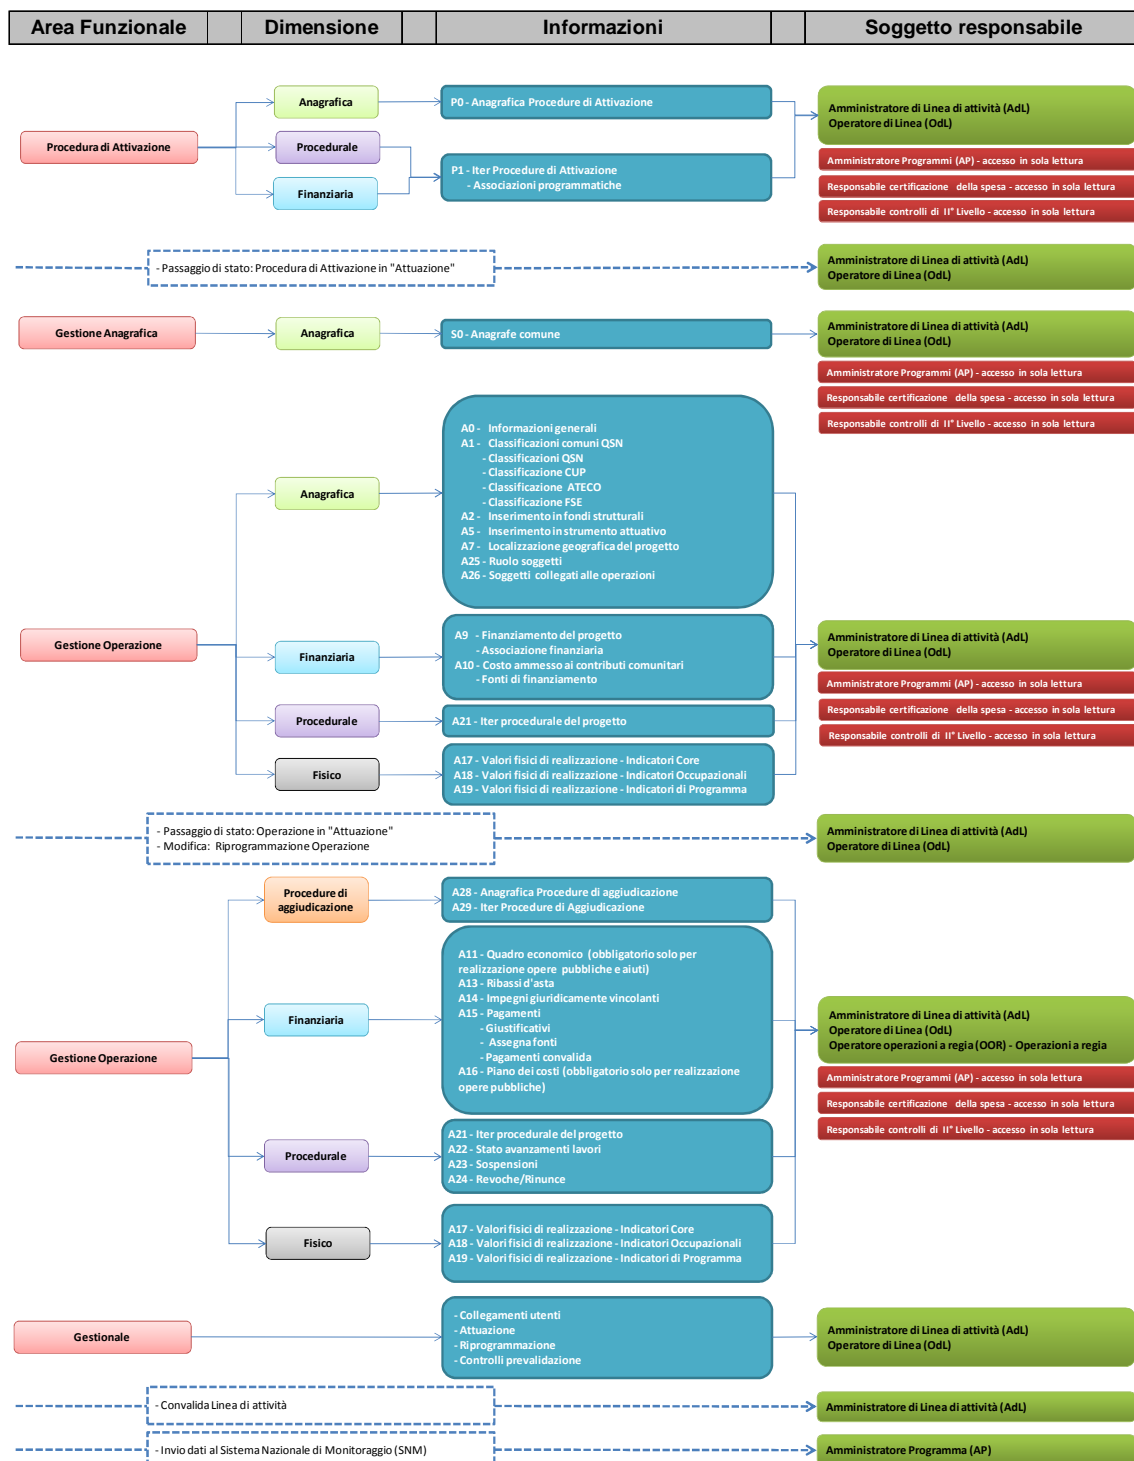 Area Funzionale
Dimensione
Informazioni
Soggetto responsabile
Procedura di Attivazione
Anagrafica
Procedurale
Finanziaria
P0 - Anagrafica Procedure di Attivazione
P1 - Iter Procedure di Attivazione
- Associazioni programmatiche
Amministratore di Linea di attività (AdL)
Operatore di Linea (OdL)
Amministratore Programmi (AP) - accesso in sola lettura
Responsabile certificazione della spesa - accesso in sola lettura
Responsabile controlli di II° Livello - accesso in sola lettura
- Passaggio di stato: Procedura di Attivazione in "Attuazione"
Amministratore di Linea di attività (AdL)
Operatore di Linea (OdL)
Gestione Anagrafica
Anagrafica
S0 - Anagrafe comune
Amministratore di Linea di attività (AdL)
Operatore di Linea (OdL)
Amministratore Programmi (AP) - accesso in sola lettura
Responsabile certificazione della spesa - accesso in sola lettura
Responsabile controlli di II° Livello - accesso in sola lettura
Gestione Operazione
Anagrafica
A0 - Informazioni generali
A1 - Classificazioni comuni QSN
- Classificazioni QSN
- Classificazione CUP
- Classificazione ATECO
- Classificazione FSE
A2 - Inserimento in fondi strutturali
A5 - Inserimento in strumento attuativo
A7 - Localizzazione geografica del progetto
A25 - Ruolo soggetti
A26 - Soggetti collegati alle operazioni
Finanziaria
A9 - Finanziamento del progetto
- Associazione finanziaria
A10 - Costo ammesso ai contributi comunitari
- Fonti di finanziamento
Procedurale
A21 - Iter procedurale del progetto
Fisico
A17 - Valori fisici di realizzazione - Indicatori Core
A18 - Valori fisici di realizzazione - Indicatori Occupazionali
A19 - Valori fisici di realizzazione - Indicatori di Programma
Amministratore di Linea di attività (AdL)
Operatore di Linea (OdL)
Amministratore Programmi (AP) - accesso in sola lettura
Responsabile certificazione della spesa - accesso in sola lettura
Responsabile controlli di II° Livello - accesso in sola lettura
- Passaggio di stato: Operazione in "Attuazione"
- Modifica: Riprogrammazione Operazione
Amministratore di Linea di attività (AdL)
Operatore di Linea (OdL)
Gestione Operazione
Procedure di
aggiudicazione
A28 - Anagrafica Procedure di aggiudicazione
A29 - Iter Procedure di Aggiudicazione
Finanziaria
A11 - Quadro economico (obbligatorio solo per
realizzazione opere pubbliche e aiuti)
A13 - Ribassi d'asta
A14 - Impegni giuridicamente vincolanti
A15 - Pagamenti
- Giustificativi
- Assegna fonti
- Pagamenti convalida
A16 - Piano dei costi (obbligatorio solo per realizzazione
opere pubbliche)
Procedurale
A21 - Iter procedurale del progetto
A22 - Stato avanzamenti lavori
A23 - Sospensioni
A24 - Revoche/Rinunce
Fisico
A17 - Valori fisici di realizzazione - Indicatori Core
A18 - Valori fisici di realizzazione - Indicatori Occupazionali
A19 - Valori fisici di realizzazione - Indicatori di Programma
Amministratore di Linea di attività (AdL)
Operatore di Linea (OdL)
Operatore operazioni a regia (OOR) - Operazioni a regia
Amministratore Programmi (AP) - accesso in sola lettura
Responsabile certificazione della spesa - accesso in sola lettura
Responsabile controlli di II° Livello - accesso in sola lettura
Gestionale
- Collegamenti utenti
- Attuazione
- Riprogrammazione
- Controlli prevalidazione
Amministratore di Linea di attività (AdL)
Operatore di Linea (OdL)
- Convalida Linea di attività
Amministratore di Linea di attività (AdL)
- Invio dati al Sistema Nazionale di Monitoraggio (SNM)
Amministratore Programma (AP)